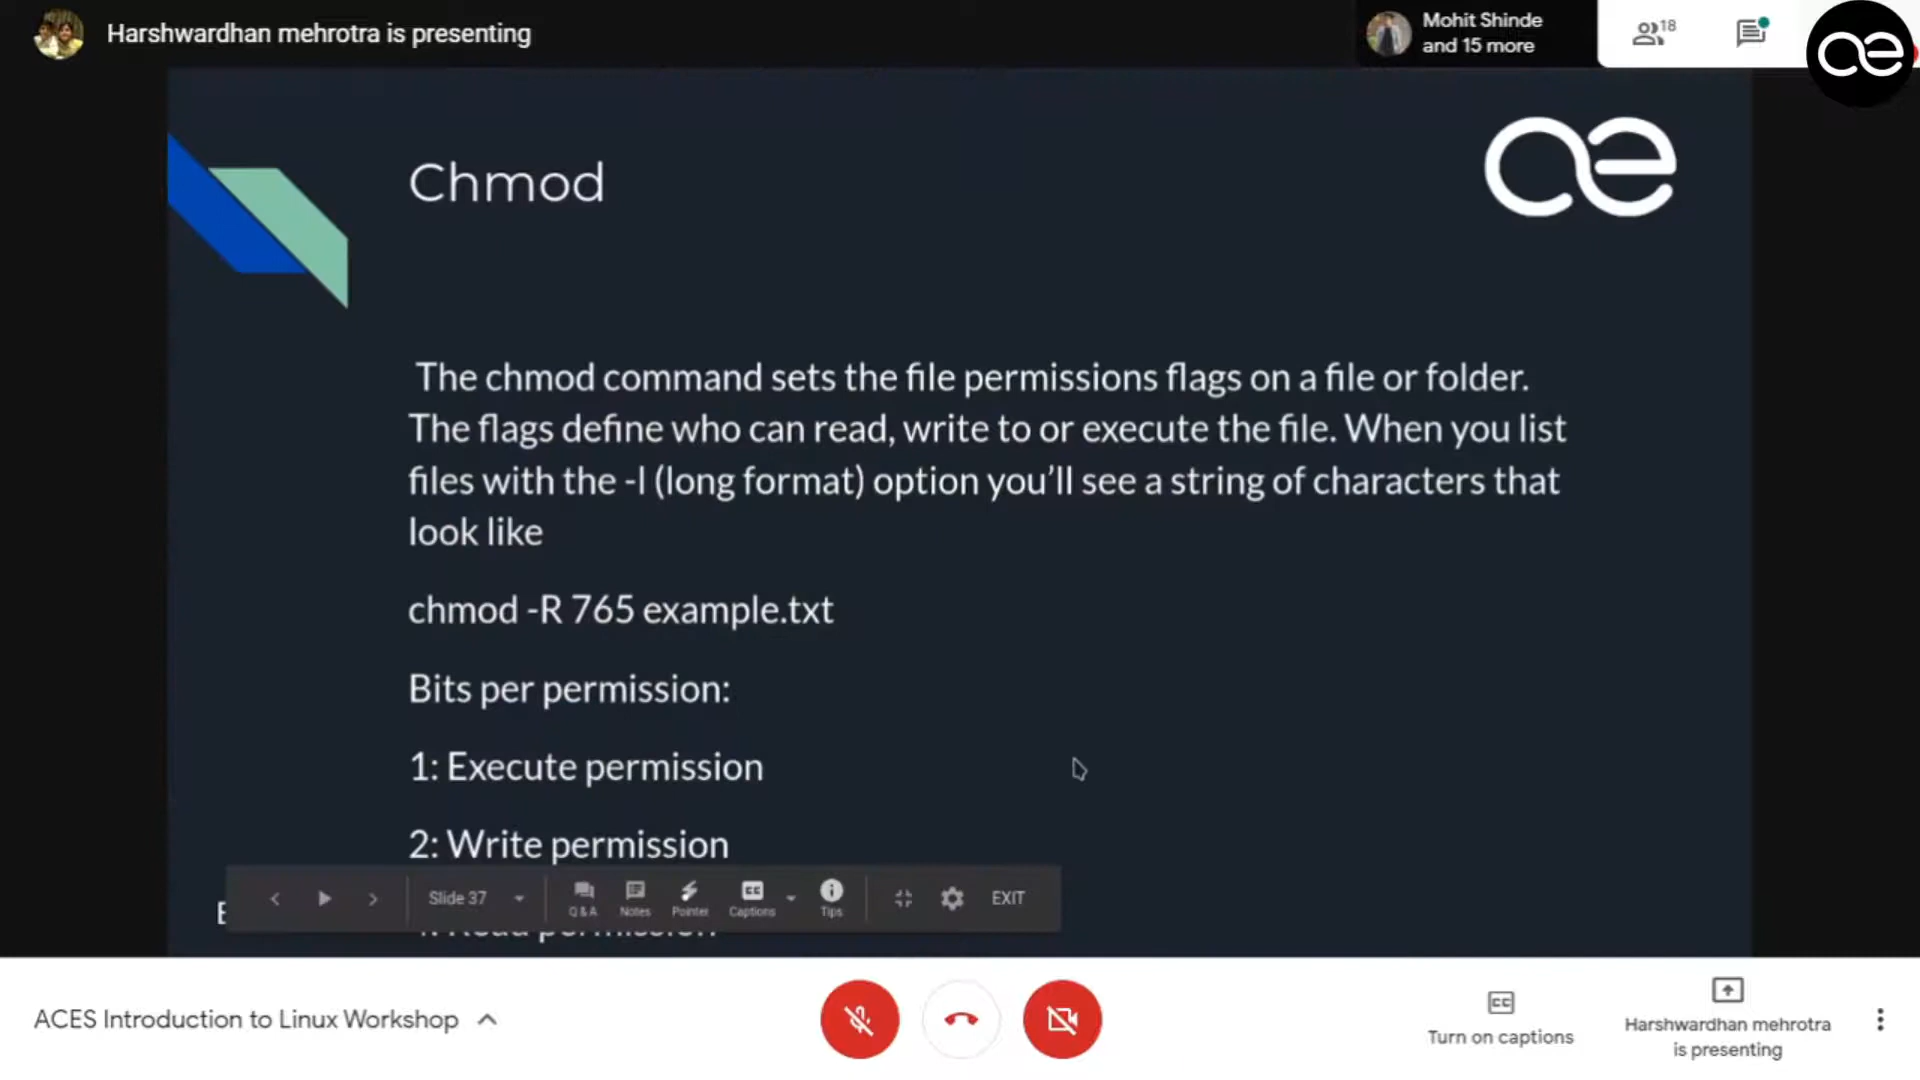 Harshwardhan mehrotra is presenting
Mohit Shinde
and 15 more
18
Chmod
The chmod command sets the file permissions flags on a file or folder.
The flags define who can read, write to or execute the file. When you list
files with the -l (long format) option you’ll see a string of characters that
look like
chmod -R 765 example.txt
Bits per permission:
1: Execute permission
2: Write permission
Slide 37
Q & A
Notes
Pointer
CC
Captions
Tips
EXIT
Read permission
ACES Introduction to Linux Workshop
CC
Turn on captions
Harshwardhan mehrotra
is presenting